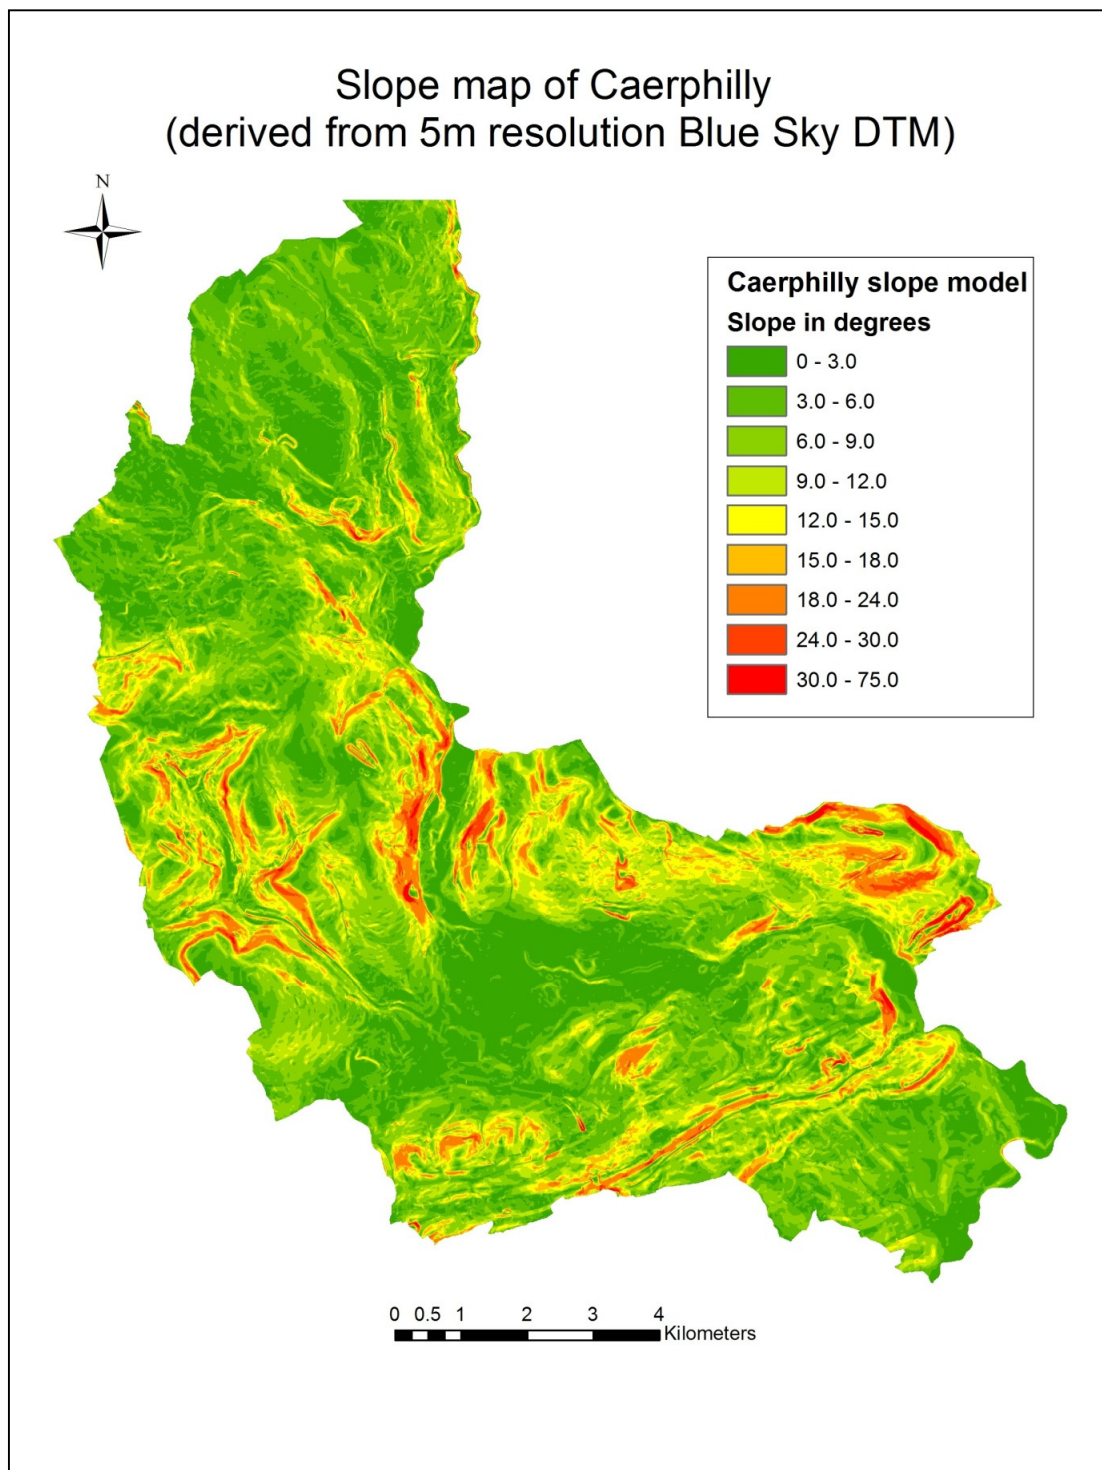 Slope map of Caerphilly
(derived from 5m resolution Blue Sky DTM)
N
Caerphilly slope model
Slope in degrees
0 - 3.0
3.0 - 6.0
6.0 - 9.0
9.0 - 12.0
12.0 - 15.0
15.0 - 18.0
18.0 - 24.0
24.0 - 30.0
30.0 - 75.0
0 0.5 1 2 3 4
Kilometers